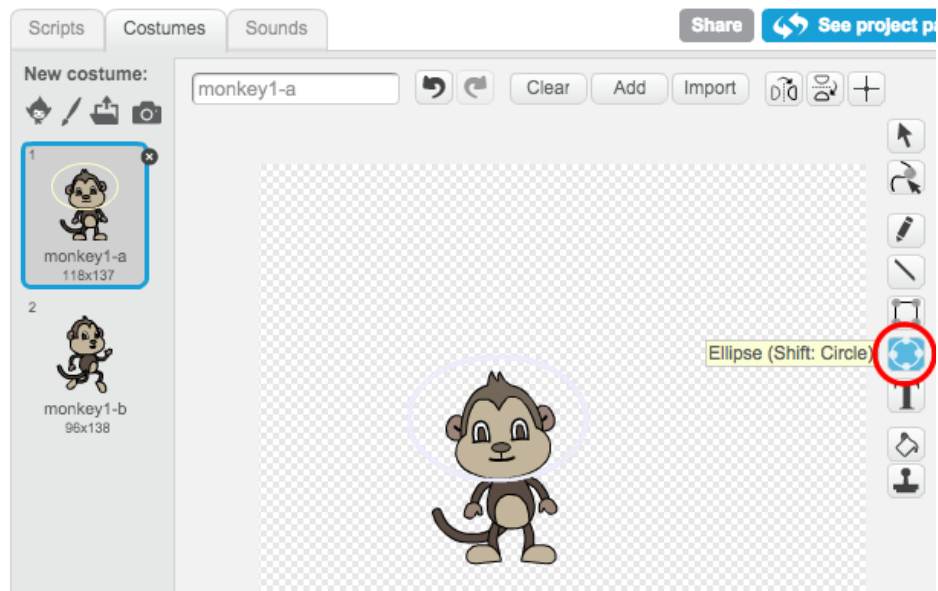 Scripts Costumes Sounds Share See project pa
New costume:
monkey1-a Clear Add Import
1
monkey1-a
118x137
2
Ellipse (Shift: Circle)
T
monkey1-b
96x138